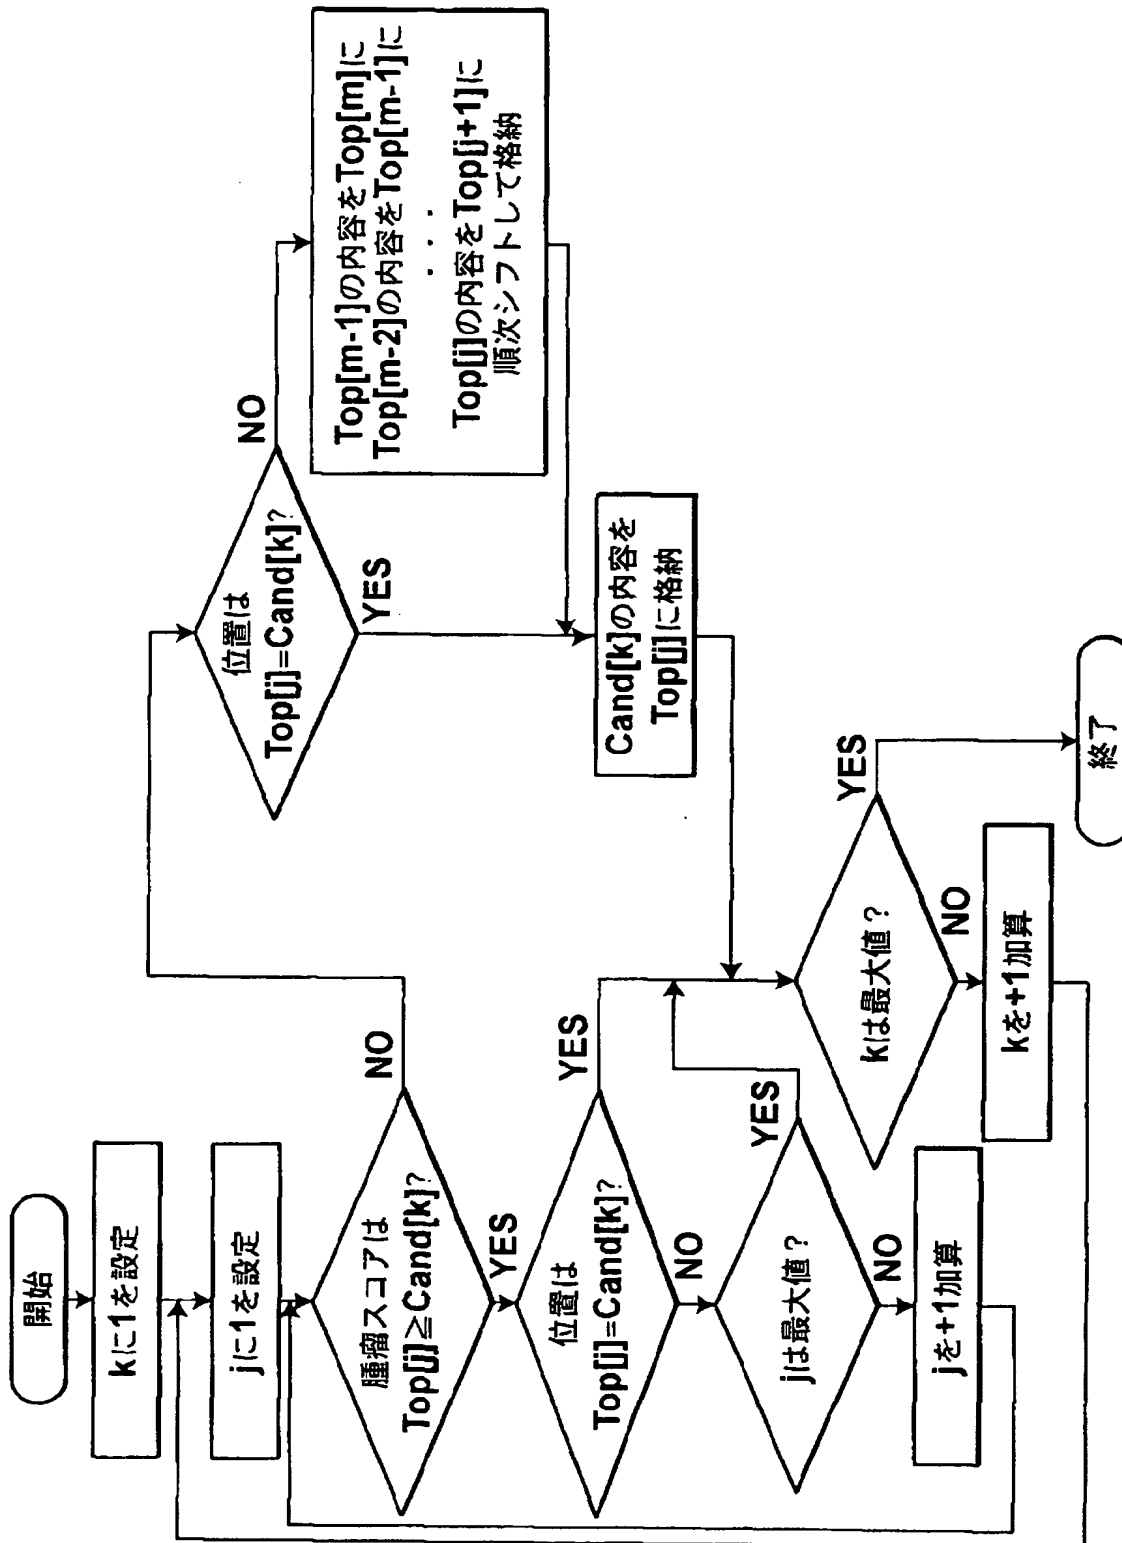 開始
kに1を設定
jに1を設定
腫瘤スコアは
Top[j]≧Cand[k]?
NO
YES
位置は
Top[j]=Cand[k]?
YES
NO
jは最大値?
YES
NO
jを+1加算
位置は
Top[j]=Cand[k]?
NO
YES
Top[m-1]の内容をTop[m]に
Top[m-2]の内容をTop[m-1]に
・・・
Top[j]の内容をTop[j+1]に
順次シフトして格納
Cand[k]の内容を
Top[j]に格納
kは最大値?
YES
NO
kを+1加算
終了